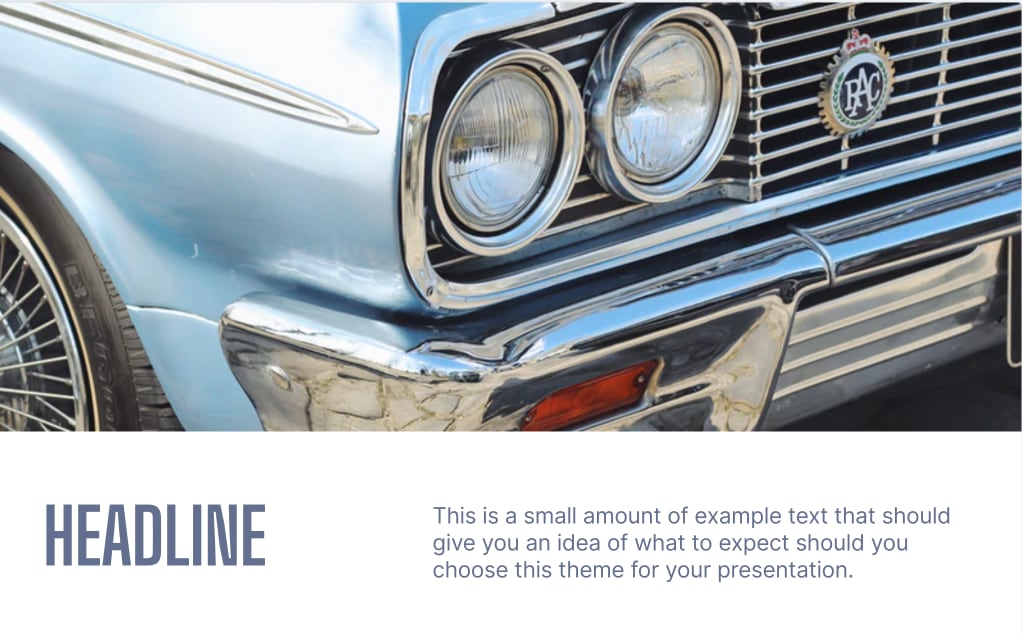 RAC
HEADLINE
This is a small amount of example text that should
give you an idea of what to expect should you
choose this theme for your presentation.